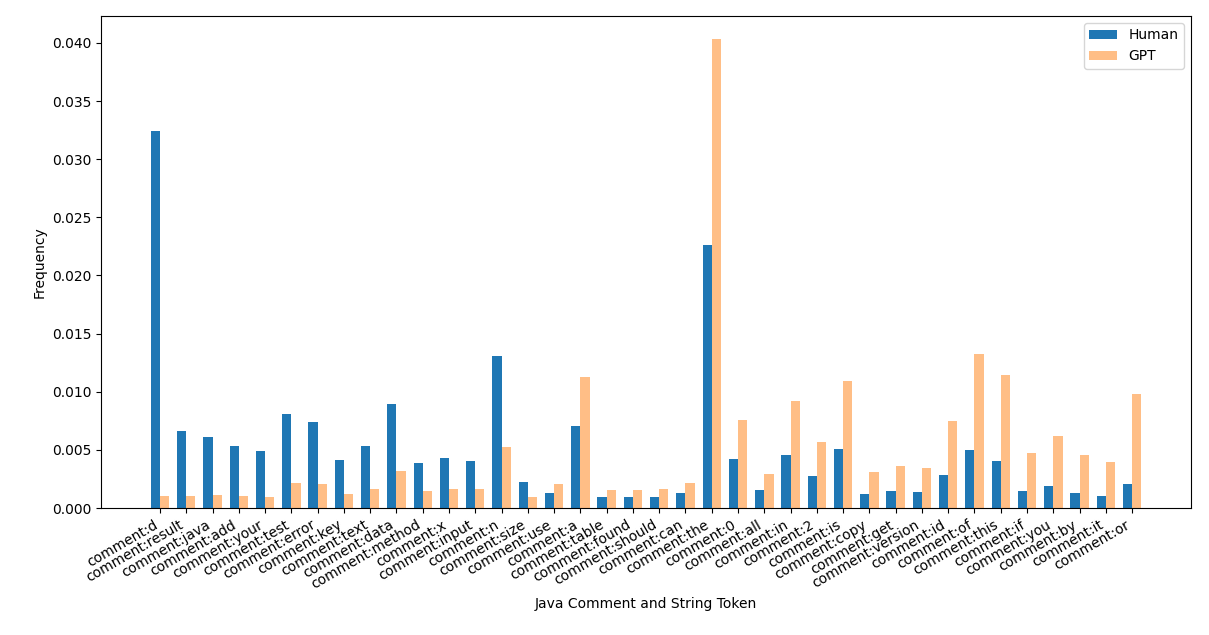 Human
GPT
0.040
0.035
0.030
0.025
0.020
0.015
0.010
0.005
0.000
Frequency
comment:d
comment:result
comment:java
comment:add
comment:your
comment:test
comment:error
comment:key
comment:text
comment:data
comment:method
comment:x
comment:input
comment:n
comment:size
comment:use
comment:a
comment:table
comment:found
comment:should
comment:can
comment:the
comment:0
comment:all
comment:in
comment:2
comment:is
comment:copy
comment:get
comment:version
comment:id
comment:of
comment:this
comment:if
comment:you
comment:by
comment:it
comment:or
Java Comment and String Token